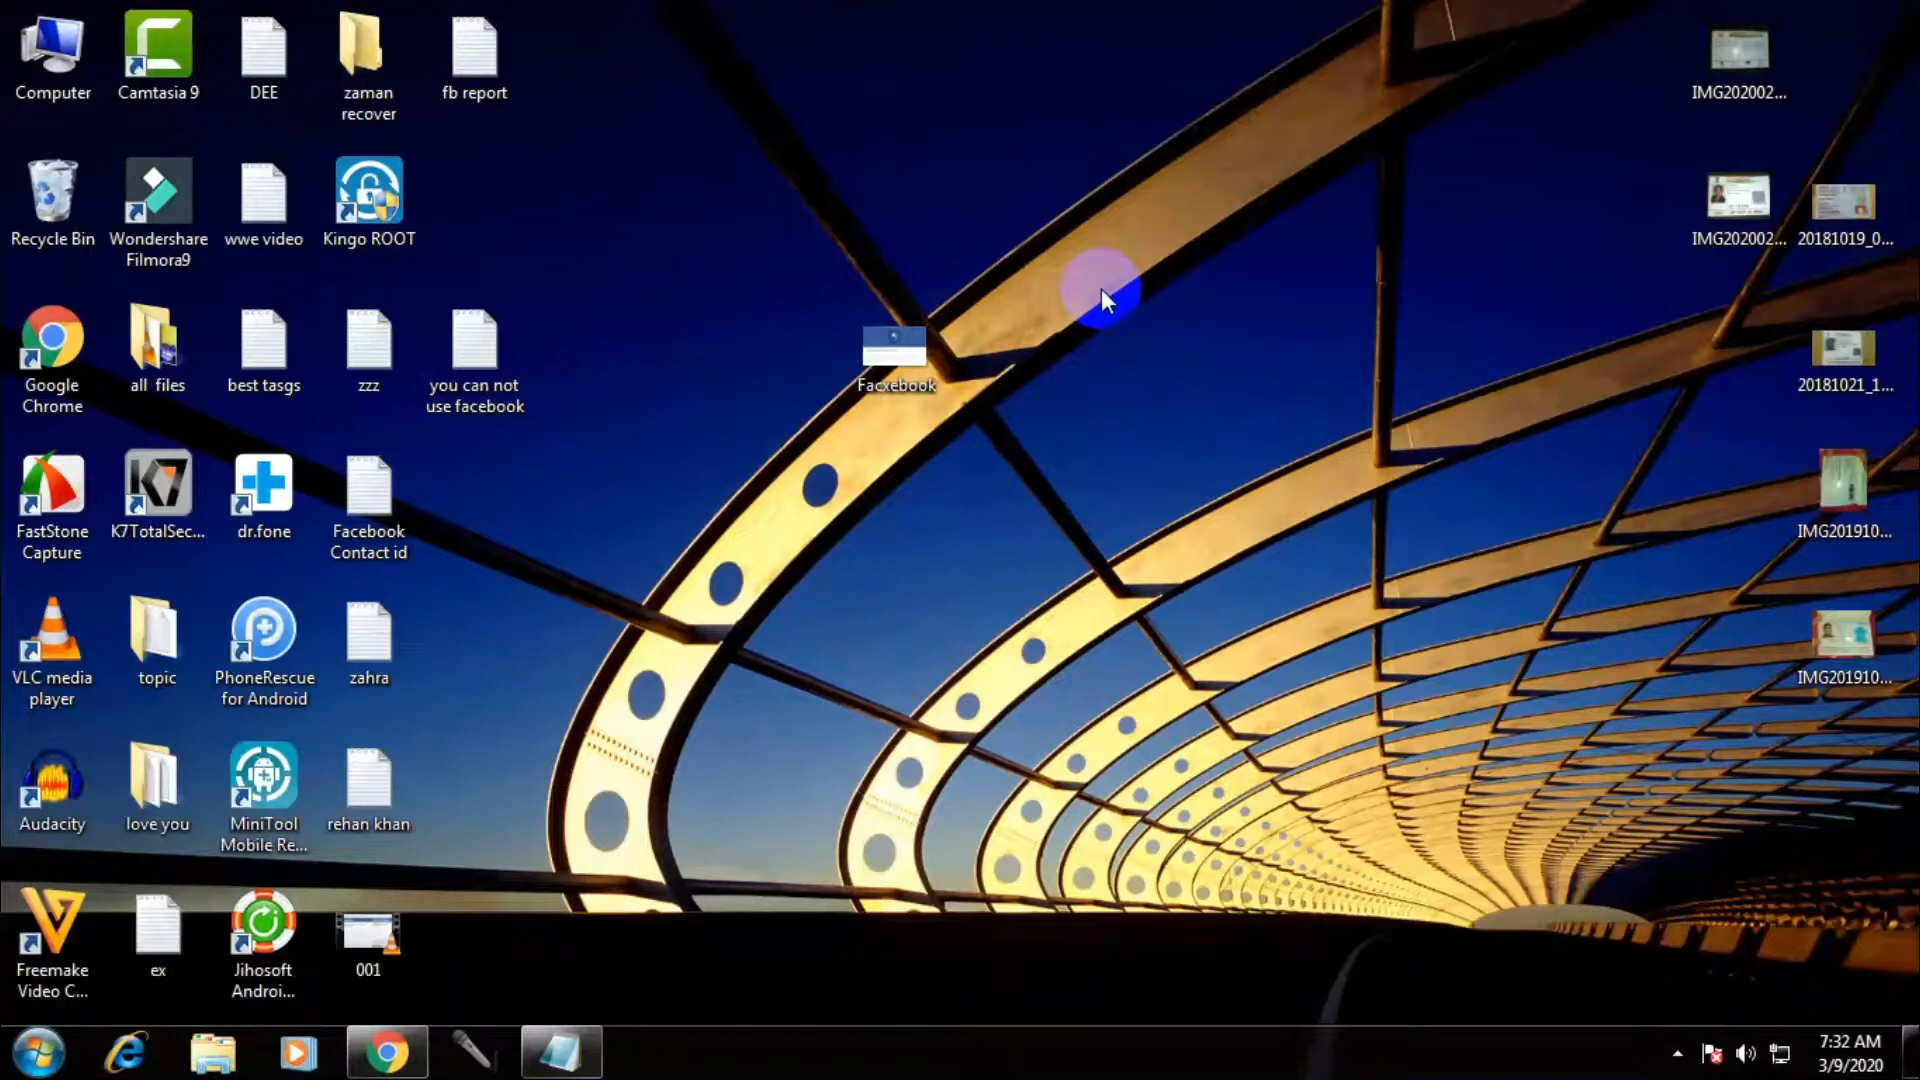 Computer
Camtasia 9
DEE
zaman
recover
fb report
IMG202002...
Recycle Bin
Wondershare
Filmora9
wwe video
Kingo ROOT
IMG202002...
20181019_0...
Google
Chrome
all files
best tasgs
zzz
you can not
use facebook
Facxebook
20181021_1...
FastStone
Capture
K7TotalSec...
dr.fone
Facebook
Contact id
IMG201910...
VLC media
player
topic
PhoneRescue
for Android
zahra
IMG201910...
Audacity
love you
MiniTool
Mobile Re...
rehan khan
Freemake
Video C...
ex
Jihosoft
Androi...
001
7:32 AM
3/9/2020